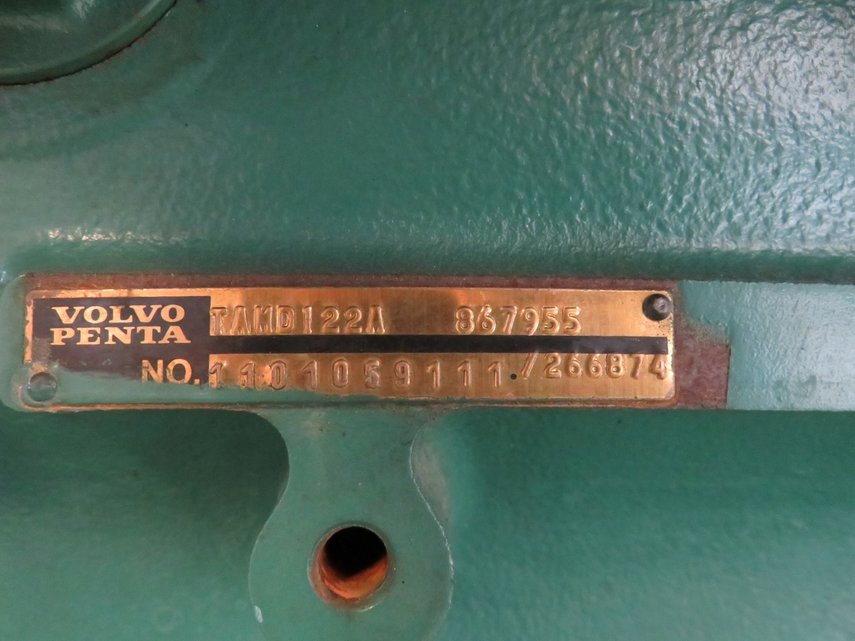 VOLVO PENTA
TAMD122A 867955
NO. 1101059111./266874